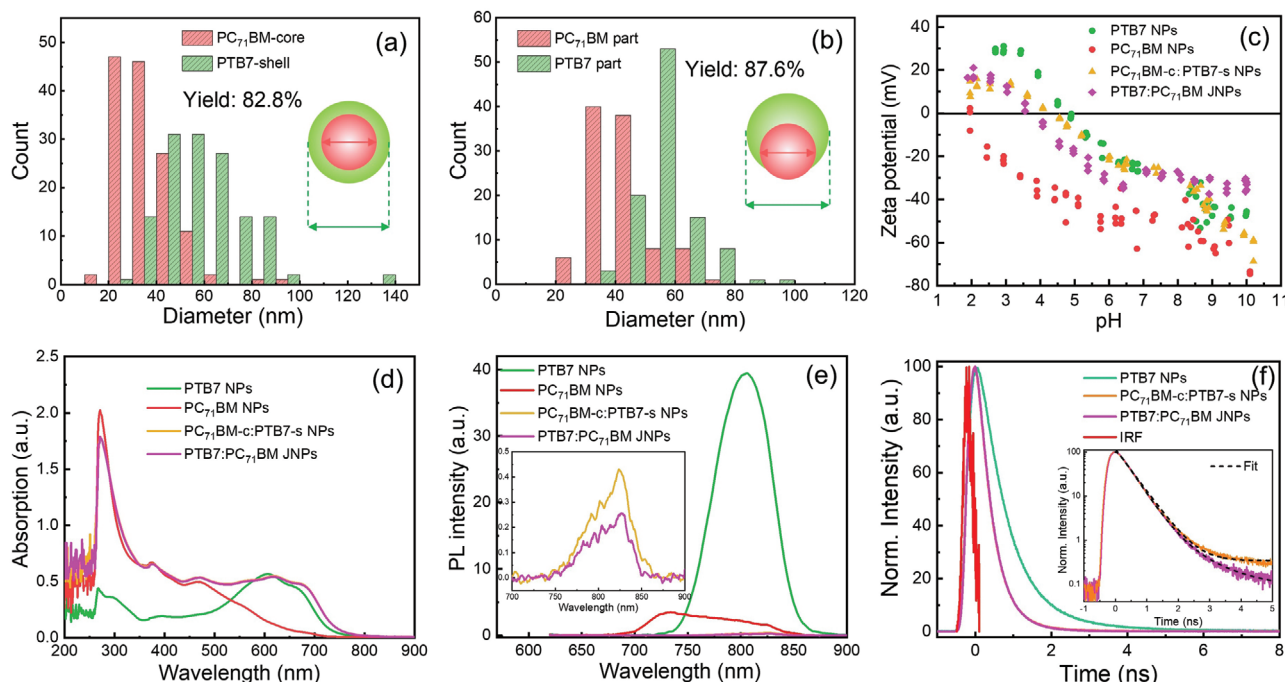 (a)
PC71BM-core
PTB7-shell
Yield: 82.8%
Count
50
40
30
20
10
0
0 20 40 60 80 100 120 140
Diameter (nm)
(b)
PC71BM part
PTB7 part
Yield: 87.6%
Count
60
50
40
30
20
10
0
0 20 40 60 80 100 120
Diameter (nm)
(c)
PTB7 NPs
PC71BM NPs
PC71BM-c:PTB7-s NPs
PTB7:PC71BM JNPs
Zeta potential (mV)
80
60
40
20
0
-20
-40
-60
-80
1 2 3 4 5 6 7 8 9 10 11
pH
(d)
PTB7 NPs
PC71BM NPs
PC71BM-c:PTB7-s NPs
PTB7:PC71BM JNPs
Absorption (a.u.)
2.5
2.0
1.5
1.0
0.5
0.0
200 300 400 500 600 700 800 900
Wavelength (nm)
(e)
PTB7 NPs
PC71BM NPs
PC71BM-c:PTB7-s NPs
PTB7:PC71BM JNPs
PL intensity (a.u.)
40
30
20
10
0
0.5
0.4
0.3
0.2
0.1
0.0
700 750 800 850 900
Wavelength (nm)
600 650 700 750 800 850 900
Wavelength (nm)
(f)
PTB7 NPs
PC71BM-c:PTB7-s NPs
PTB7:PC71BM JNPs
IRF
Norm. Intensity (a.u.)
100
80
60
40
20
0
Fit
Norm. Intensity (a.u.)
100
10
1
0.1
-1 0 1 2 3 4 5
Time (ns)
0 2 4 6 8
Time (ns)